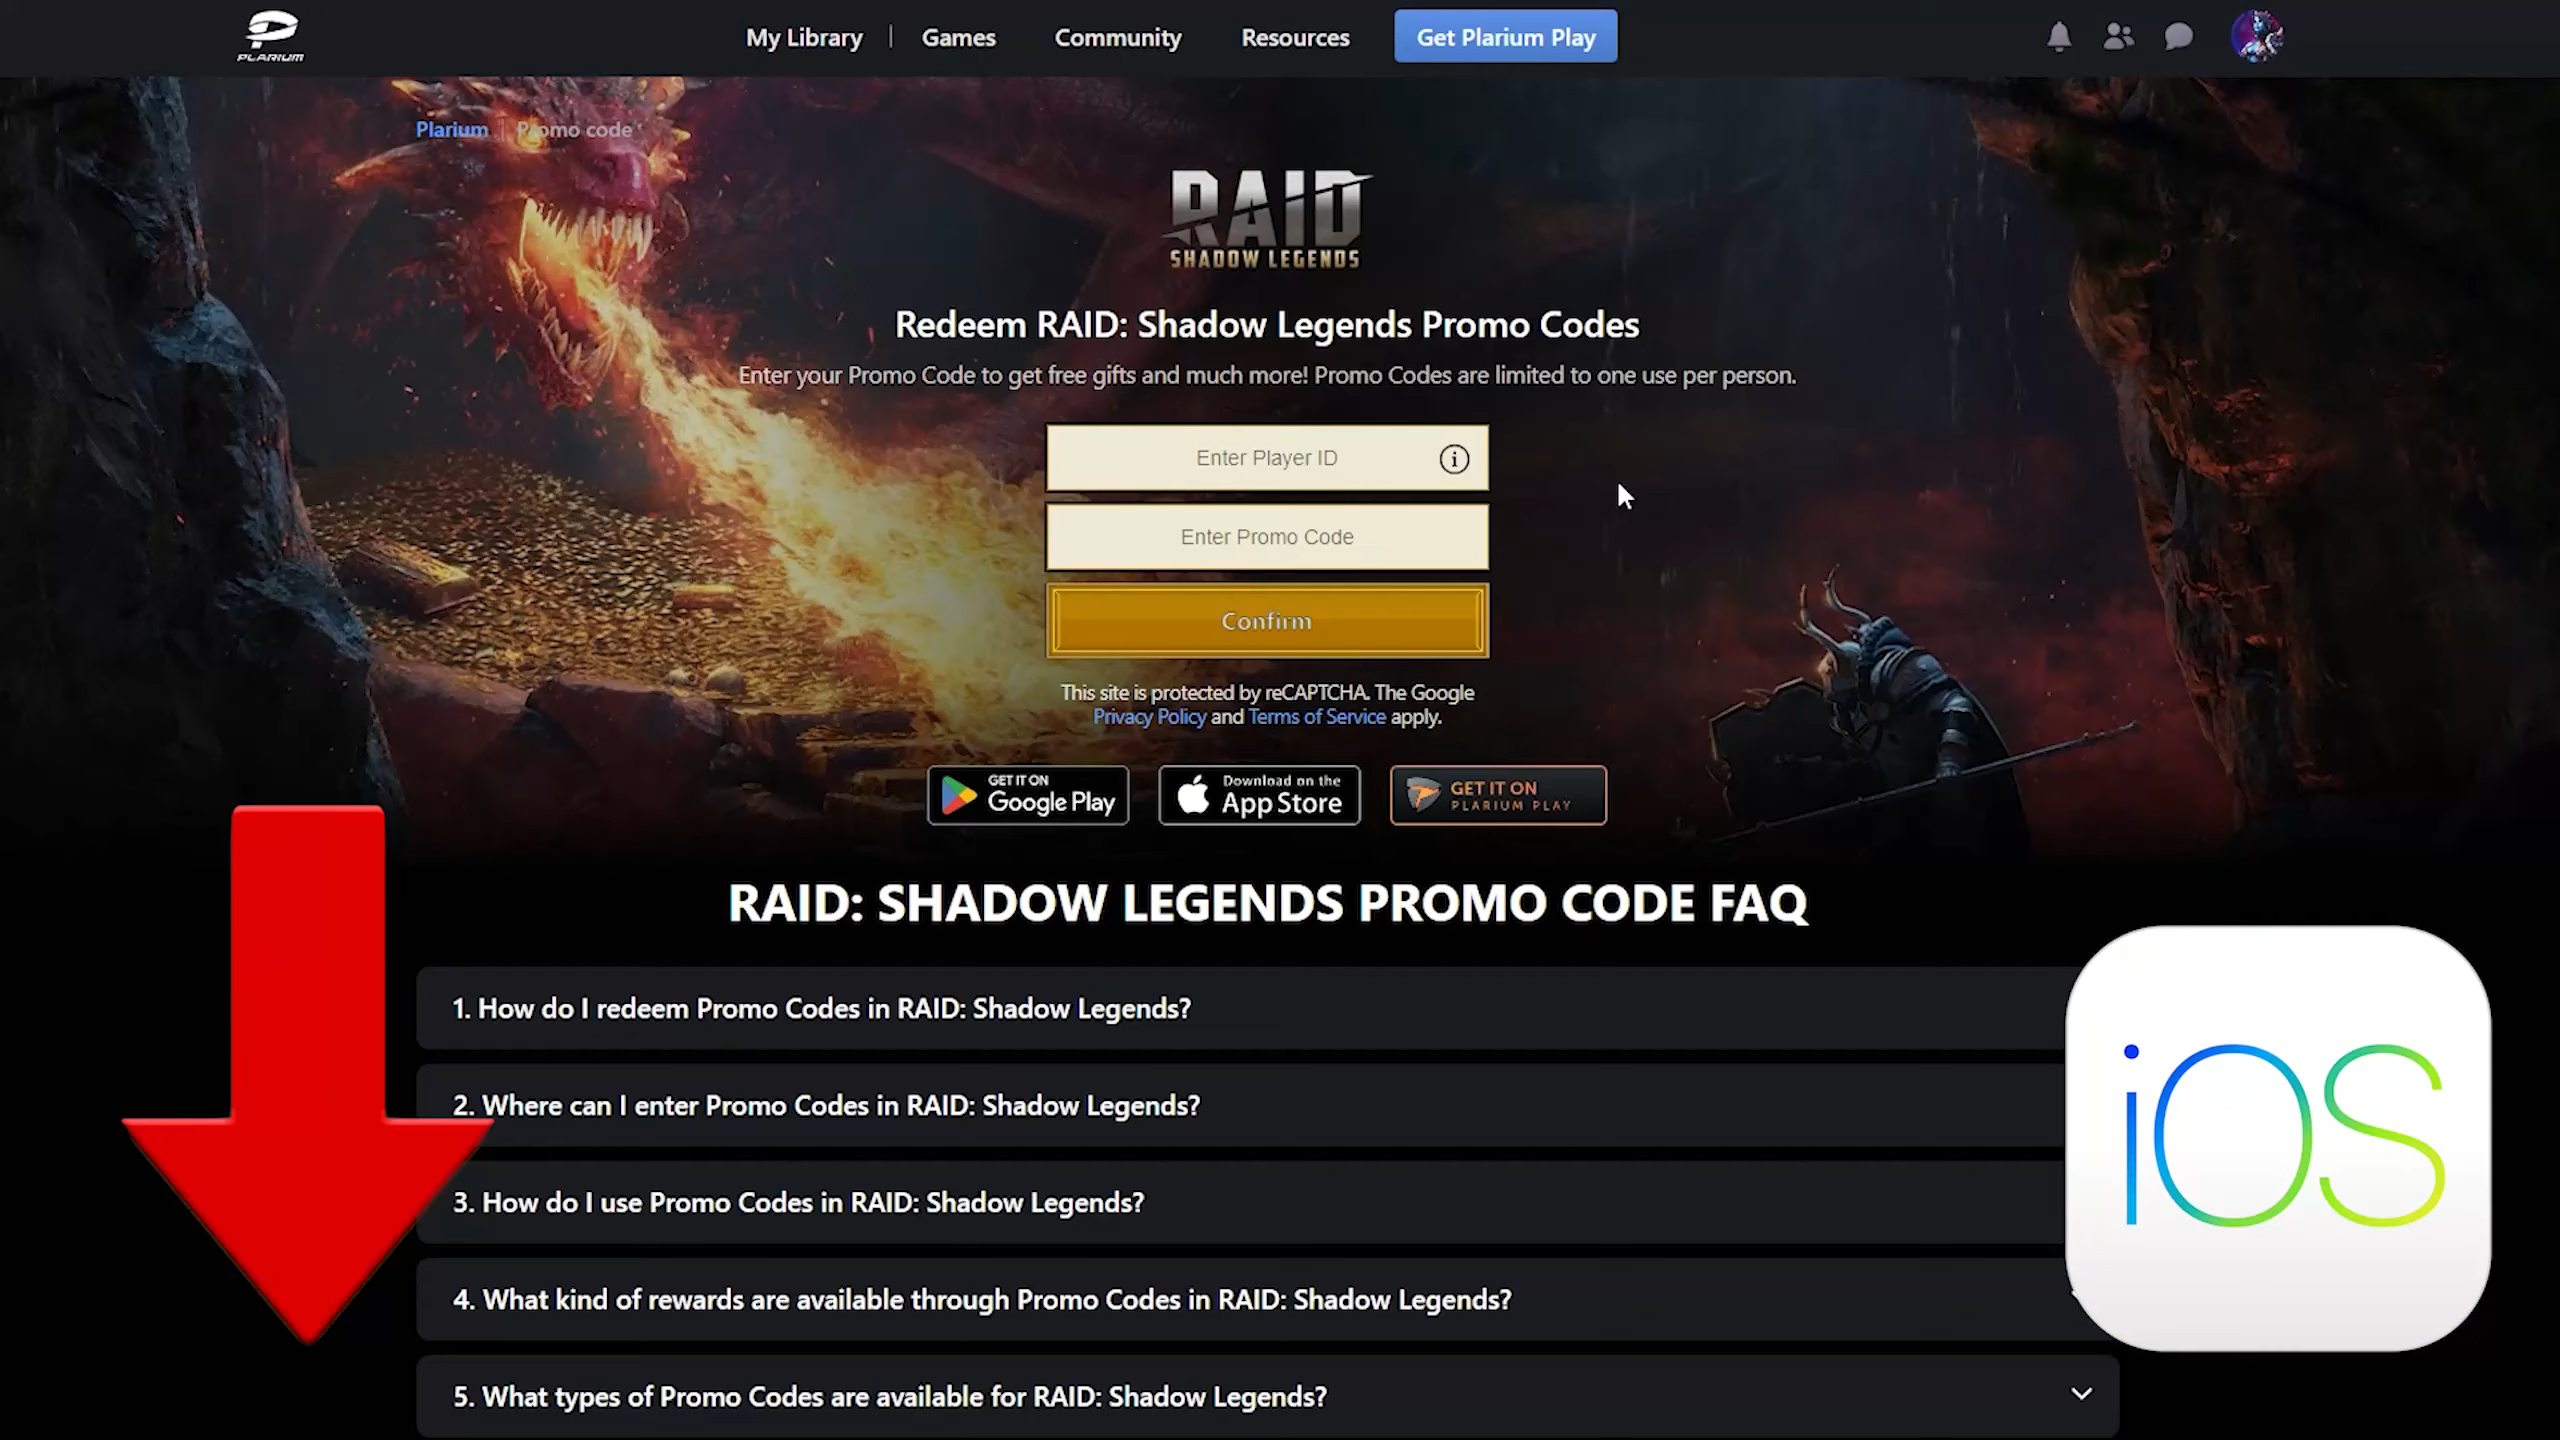 PLARIUM
My Library
Games
Community
Resources
Get Plarium Play
Plarium
Promo code
RAID
SHADOW LEGENDS
Redeem RAID: Shadow Legends Promo Codes
Enter your Promo Code to get free gifts and much more! Promo Codes are limited to one use per person.
Enter Player ID
Enter Promo Code
Confirm
This site is protected by reCAPTCHA. The Google
Privacy Policy and Terms of Service apply.
GET IT ON
Google Play
Download on the
App Store
GET IT ON
PLARIUM PLAY
RAID: SHADOW LEGENDS PROMO CODE FAQ
1. How do I redeem Promo Codes in RAID: Shadow Legends?
2. Where can I enter Promo Codes in RAID: Shadow Legends?
3. How do I use Promo Codes in RAID: Shadow Legends?
4. What kind of rewards are available through Promo Codes in RAID: Shadow Legends?
5. What types of Promo Codes are available for RAID: Shadow Legends?
iOS